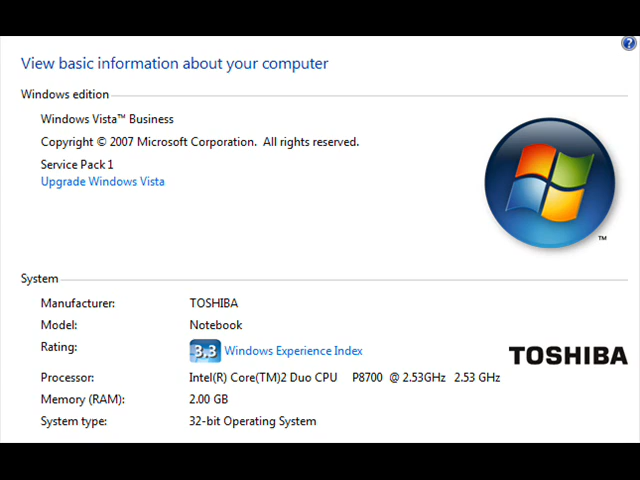 ?
View basic information about your computer
Windows edition
Windows Vista™ Business
Copyright © 2007 Microsoft Corporation. All rights reserved.
Service Pack 1
Upgrade Windows Vista
TM
System
Manufacturer: TOSHIBA
Model: Notebook
Rating: 3.3 Windows Experience Index
TOSHIBA
Processor: Intel(R) Core(TM)2 Duo CPU P8700 @ 2.53GHz 2.53 GHz
Memory (RAM): 2.00 GB
System type: 32-bit Operating System